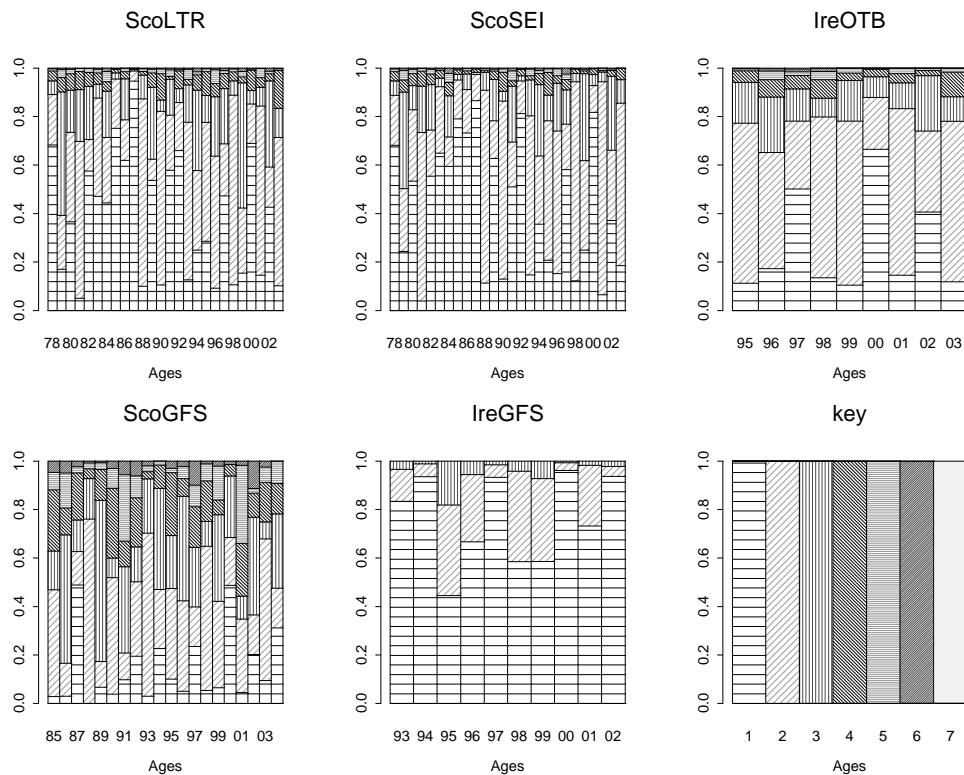 ScoLTR
ScoSEI
IreOTB
0.0 0.2 0.4 0.6 0.8 1.0
0.0 0.2 0.4 0.6 0.8 1.0
0.0 0.2 0.4 0.6 0.8 1.0
78 80 82 84 86 88 90 92 94 96 98 00 02
78 80 82 84 86 88 90 92 94 96 98 00 02
95 96 97 98 99 00 01 02 03
Ages
Ages
Ages
ScoGFS
IreGFS
key
0.0 0.2 0.4 0.6 0.8 1.0
0.0 0.2 0.4 0.6 0.8 1.0
0.0 0.2 0.4 0.6 0.8 1.0
85 87 89 91 93 95 97 99 01 03
93 94 95 96 97 98 99 00 01 02
1 2 3 4 5 6 7
Ages
Ages
Ages